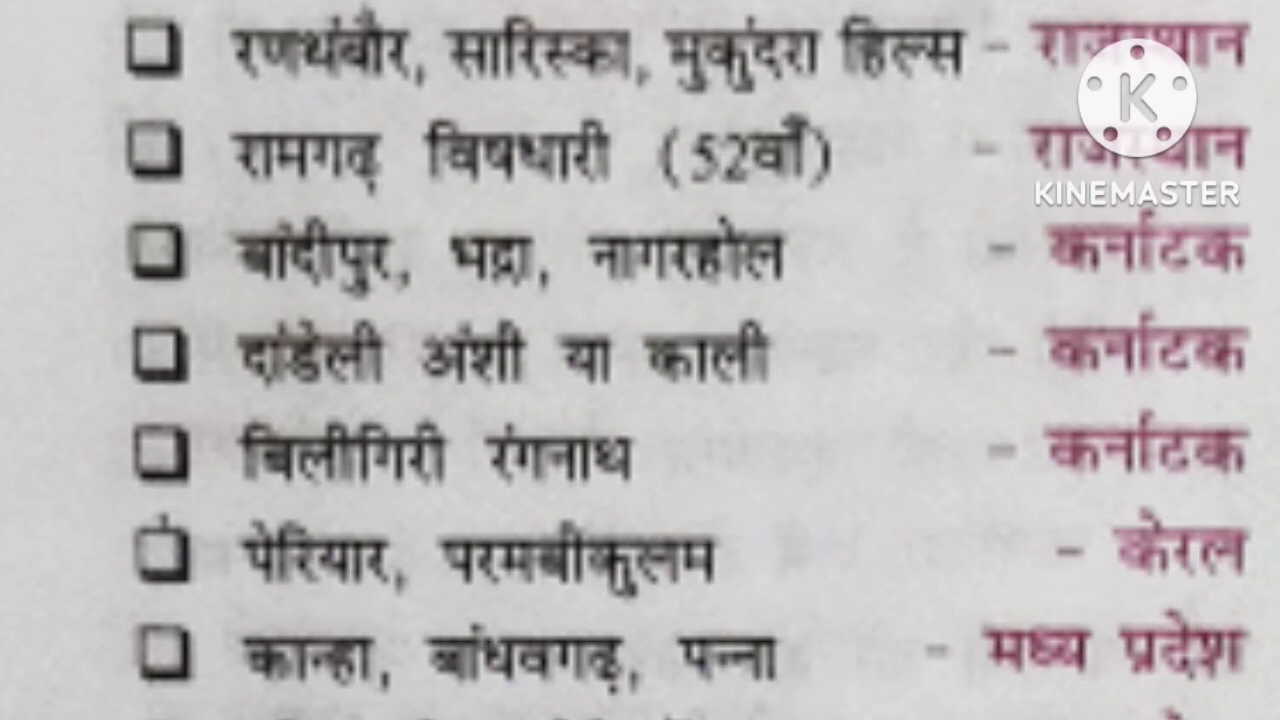 ❑ रणथंबौर, सारिस्का, मुकुंदरा हिल्स - राजस्थान
❑ रामगढ़ विषधारी (52वाँ) - राजस्थान
K
KINEMASTER
❑ बांदीपुर, भद्रा, नागरहोल - कर्नाटक
❑ दांडेली अंशी या काली - कर्नाटक
❑ बिलीगिरी रंगनाथ - कर्नाटक
❑ पेरियार, परमबीकुलम - केरल
❑ कान्हा, बांधवगढ़, पन्ना - मध्य प्रदेश